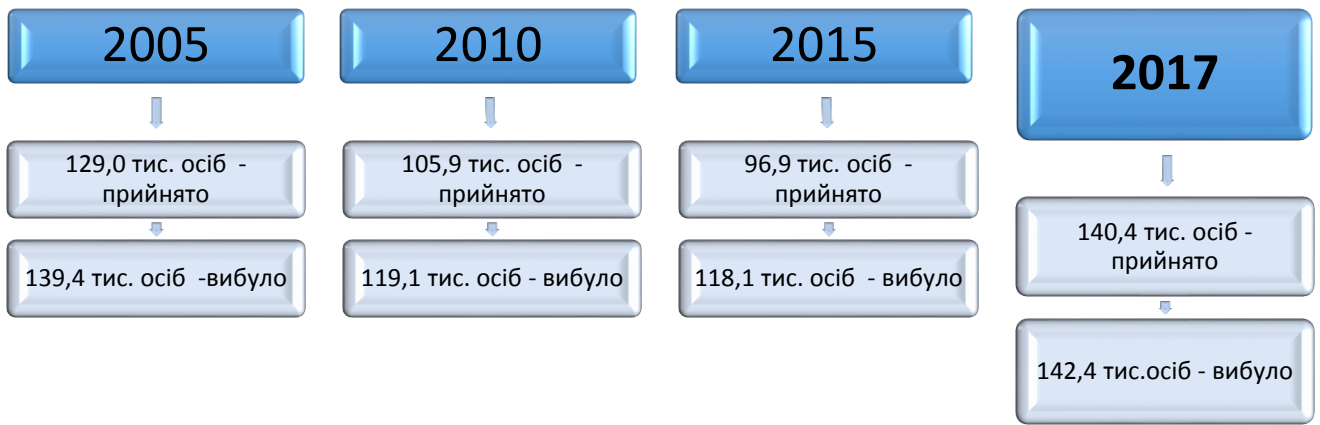 2005
129,0 тис. осіб -
прийнято
139,4 тис. осіб -вибуло
2010
105,9 тис. осіб -
прийнято
119,1 тис. осіб - вибуло
2015
96,9 тис. осіб -
прийнято
118,1 тис. осіб - вибуло
2017
140,4 тис. осіб -
прийнято
142,4 тис.осіб - вибуло